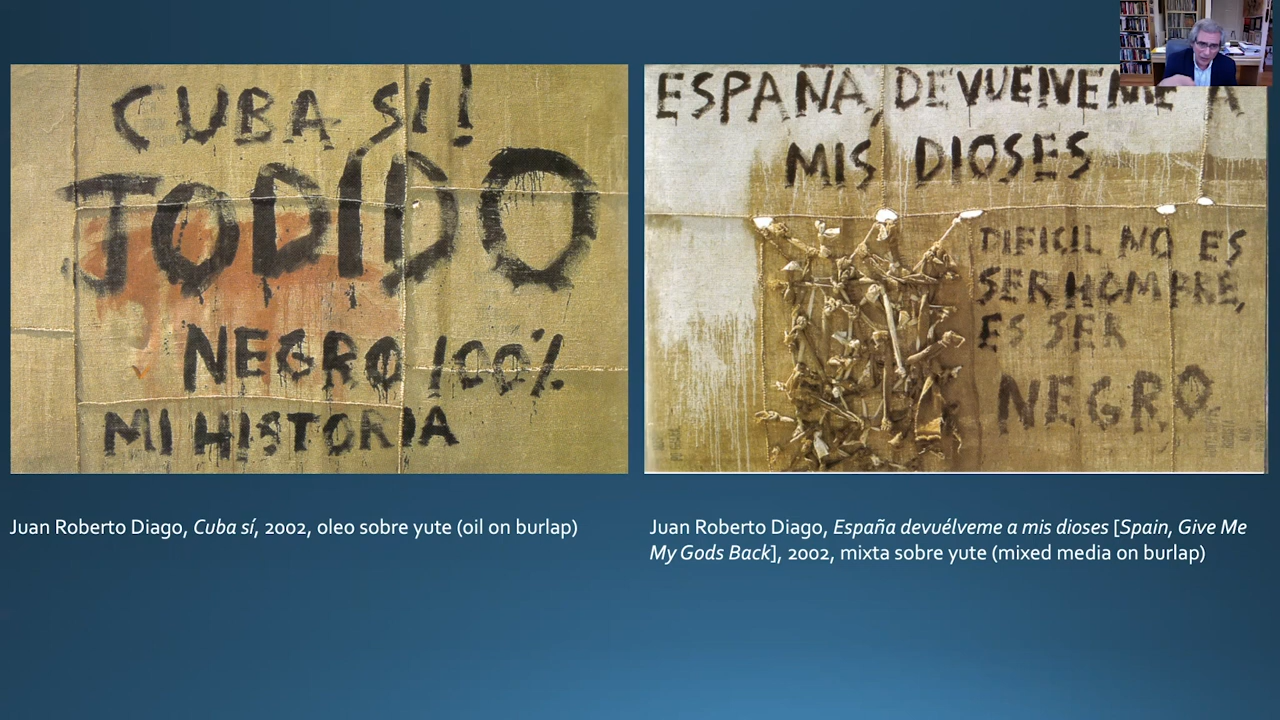 CUBA SI!
JODIDO
NEGRO 100%
MI HISTORIA
ESPAÑA, DEVUELVEME A
MIS DIOSES
DIFICIL NO ES
SER HOMBRE,
ES SER
NEGRO
Juan Roberto Diago, Cuba sí, 2002, oleo sobre yute (oil on burlap)
Juan Roberto Diago, España devuélveme a mis dioses [Spain, Give Me
My Gods Back], 2002, mixta sobre yute (mixed media on burlap)